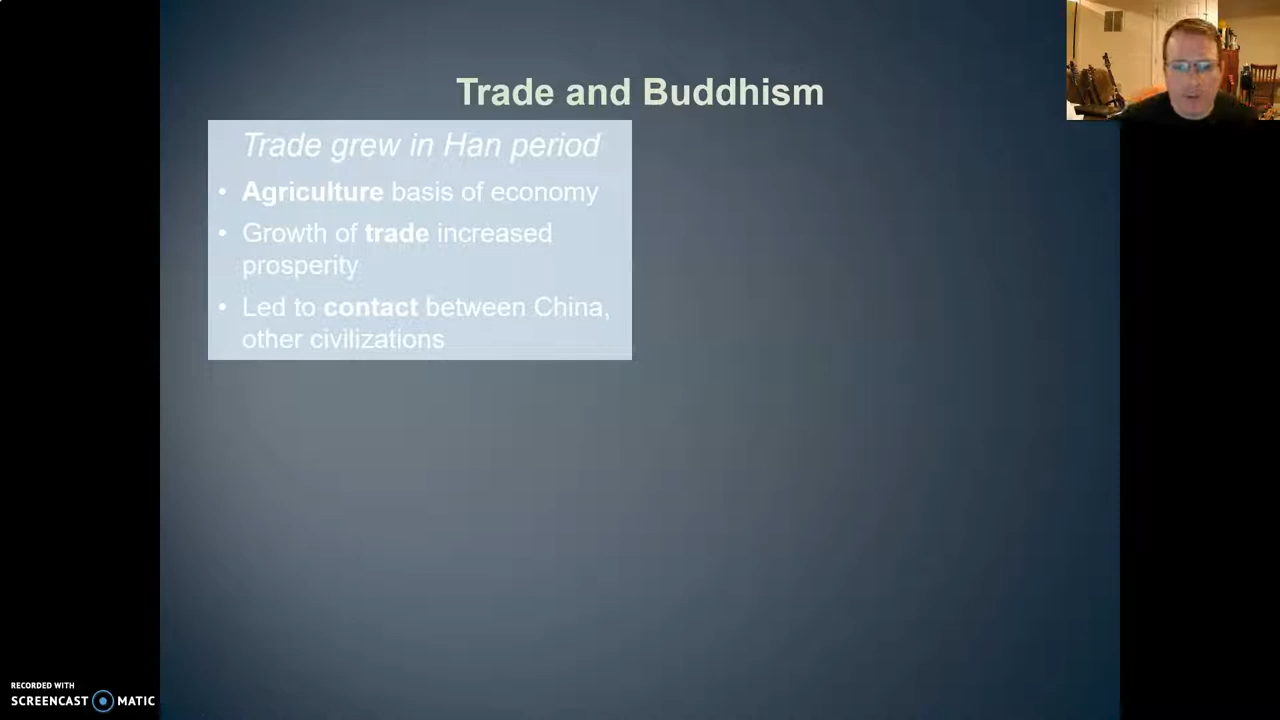 Trade and Buddhism
Trade grew in Han period
• Agriculture basis of economy
• Growth of trade increased
prosperity
• Led to contact between China,
other civilizations
RECORDED WITH
SCREENCAST MATIC